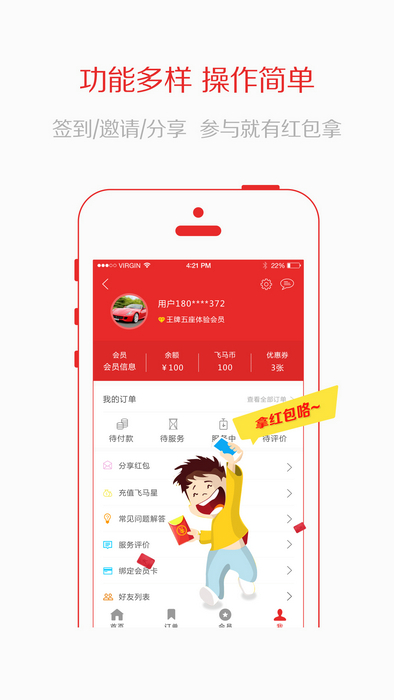 功能多样 操作简单
签到/邀请/分享 参与就有红包拿
VIRGIN 4:21 PM 22%
用户180****372
王牌五座体验会员
会员 余额 飞马币 优惠券
会员信息 ¥100 100 3张
我的订单 查看全部订单
拿红包咯~
待付款 待服务 服务中 待评价
分享红包
充值飞马星
常见问题解答
服务评价
绑定会员卡
好友列表
首页 订单 会员 我